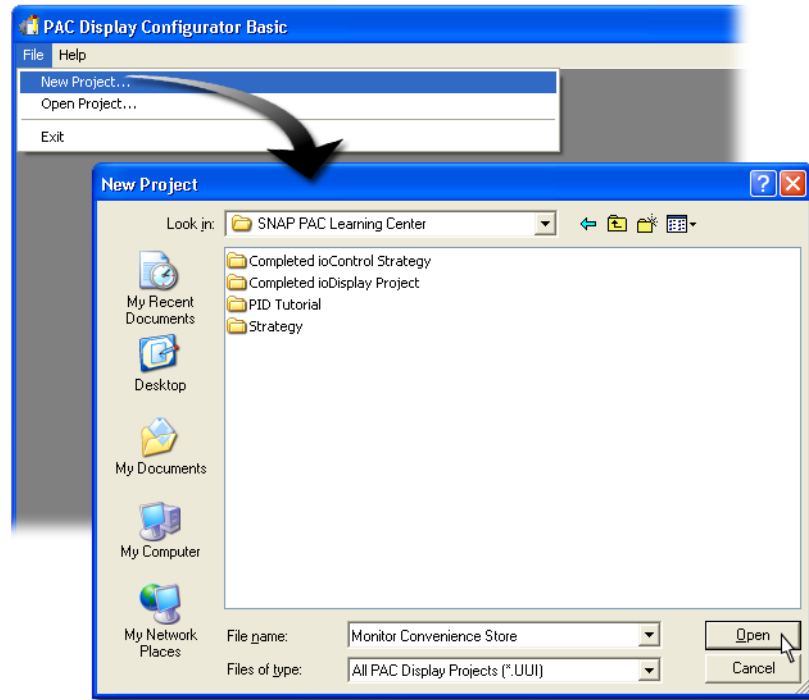 PAC Display Configurator Basic
File Help
New Project...
Open Project...
Exit
New Project
Look in: SNAP PAC Learning Center
Completed ioControl Strategy
Completed ioDisplay Project
PID Tutorial
Strategy
My Recent
Documents
Desktop
My Documents
My Computer
My Network
Places
File name: Monitor Convenience Store Open
Files of type: All PAC Display Projects (*.UUI) Cancel